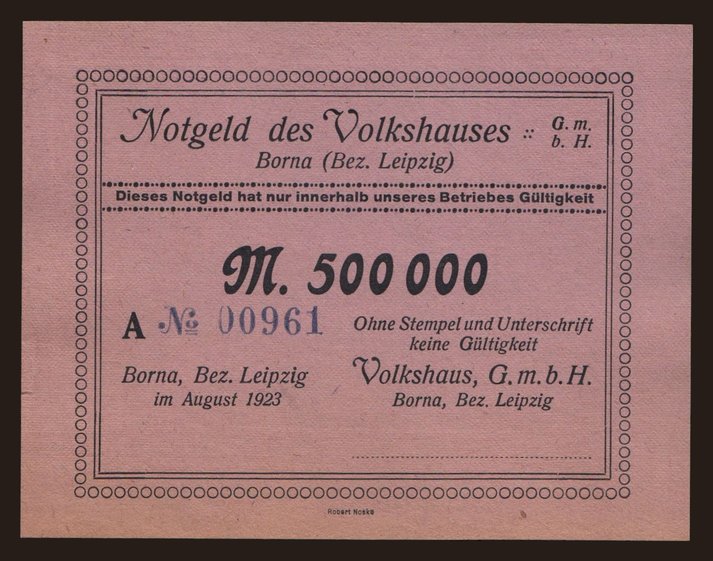 Notgeld des Volkshauses :: G. m. b. H.
Borna (Bez. Leipzig)
Dieses Notgeld hat nur innerhalb unseres Betriebes Gültigkeit
M. 500 000
A № 00961
Ohne Stempel und Unterschrift
keine Gültigkeit
Borna, Bez. Leipzig
im August 1923
Volkshaus, G. m. b. H.
Borna, Bez. Leipzig
Robert Noske